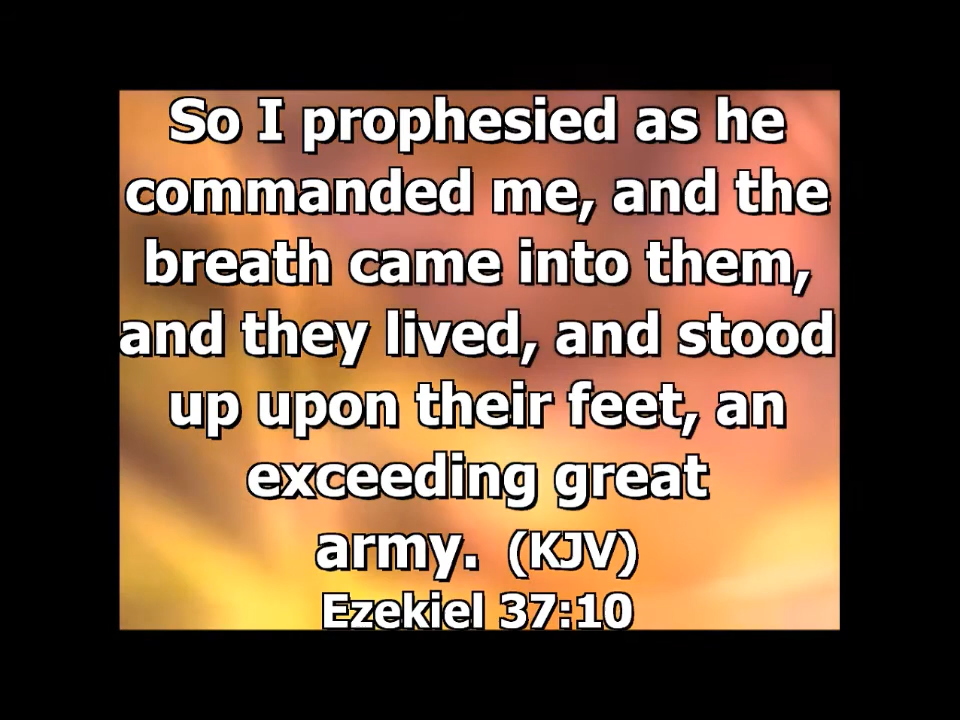 So I prophesied as he
commanded me, and the
breath came into them,
and they lived, and stood
up upon their feet, an
exceeding great
army. (KJV)
Ezekiel 37:10